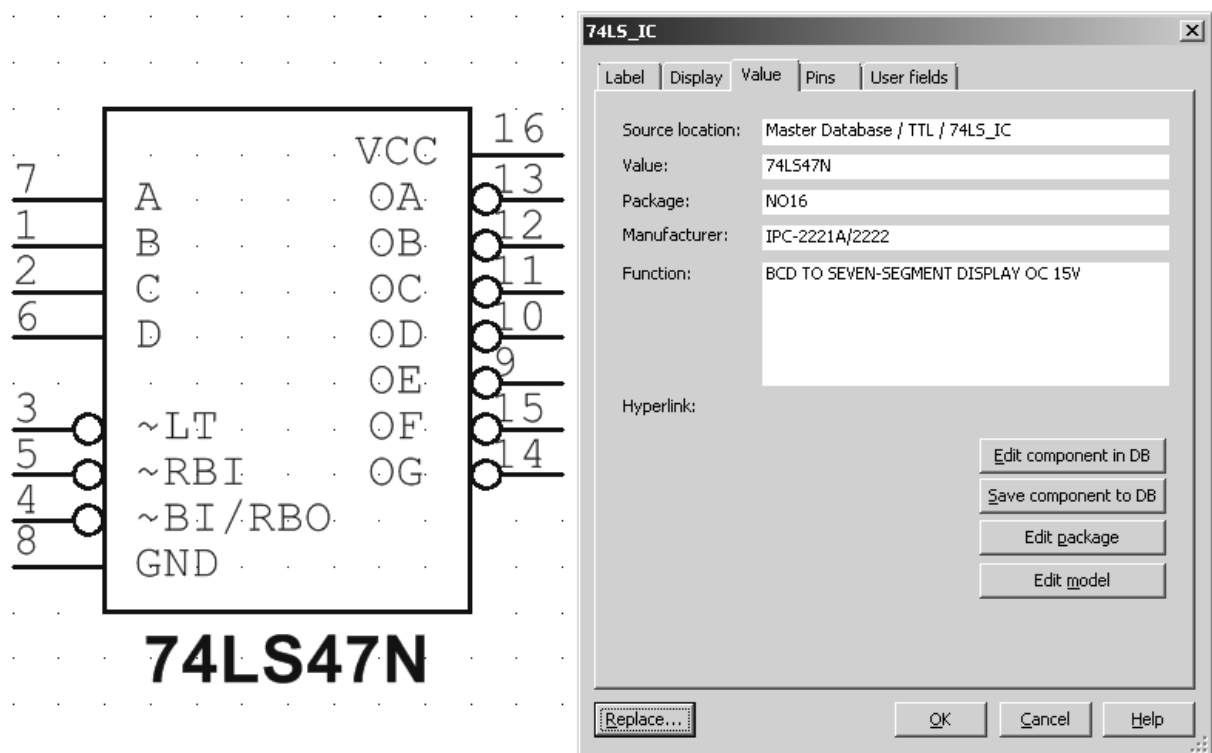 VCC 16
7 A OA 13
1 B OB 12
2 C OC 11
6 D OD 10
OE 9
3 ~LT OF 15
5 ~RBI OG 14
4 ~BI/RBO
8 GND
74LS47N
74LS_IC
Label Display Value Pins User fields
Source location: Master Database / TTL / 74LS_IC
Value: 74LS47N
Package: NO16
Manufacturer: IPC-2221A/2222
Function: BCD TO SEVEN-SEGMENT DISPLAY OC 15V
Hyperlink:
Edit component in DB
Save component to DB
Edit package
Edit model
Replace... OK Cancel Help